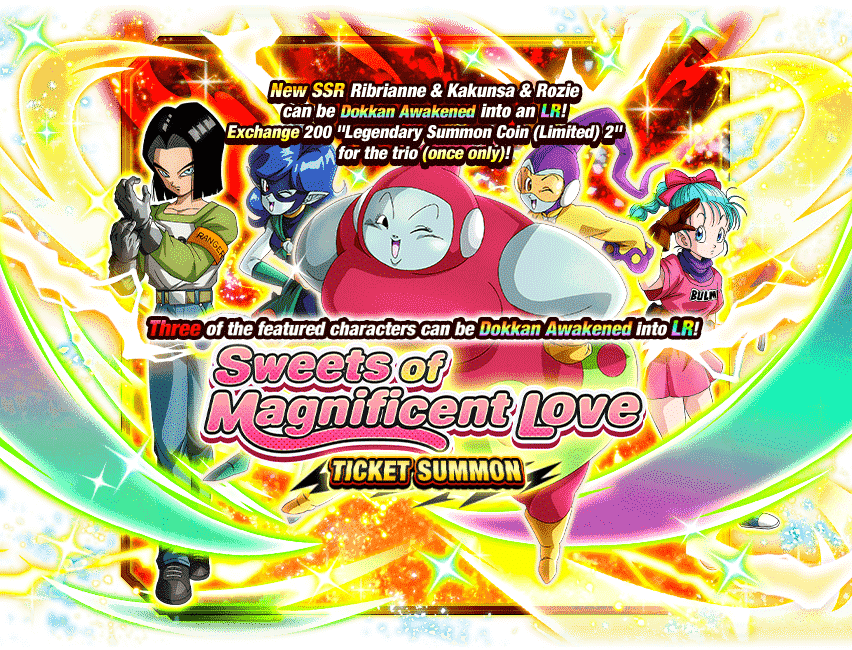 New SSR Ribrianne & Kakunsa & Rozie
can be Dokkan Awakened into an LR!
Exchange 200 "Legendary Summon Coin (Limited) 2"
for the trio (once only)!
RANGER
BULM
Three of the featured characters can be Dokkan Awakened into LR!
Sweets of
Magnificent Love
TICKET SUMMON